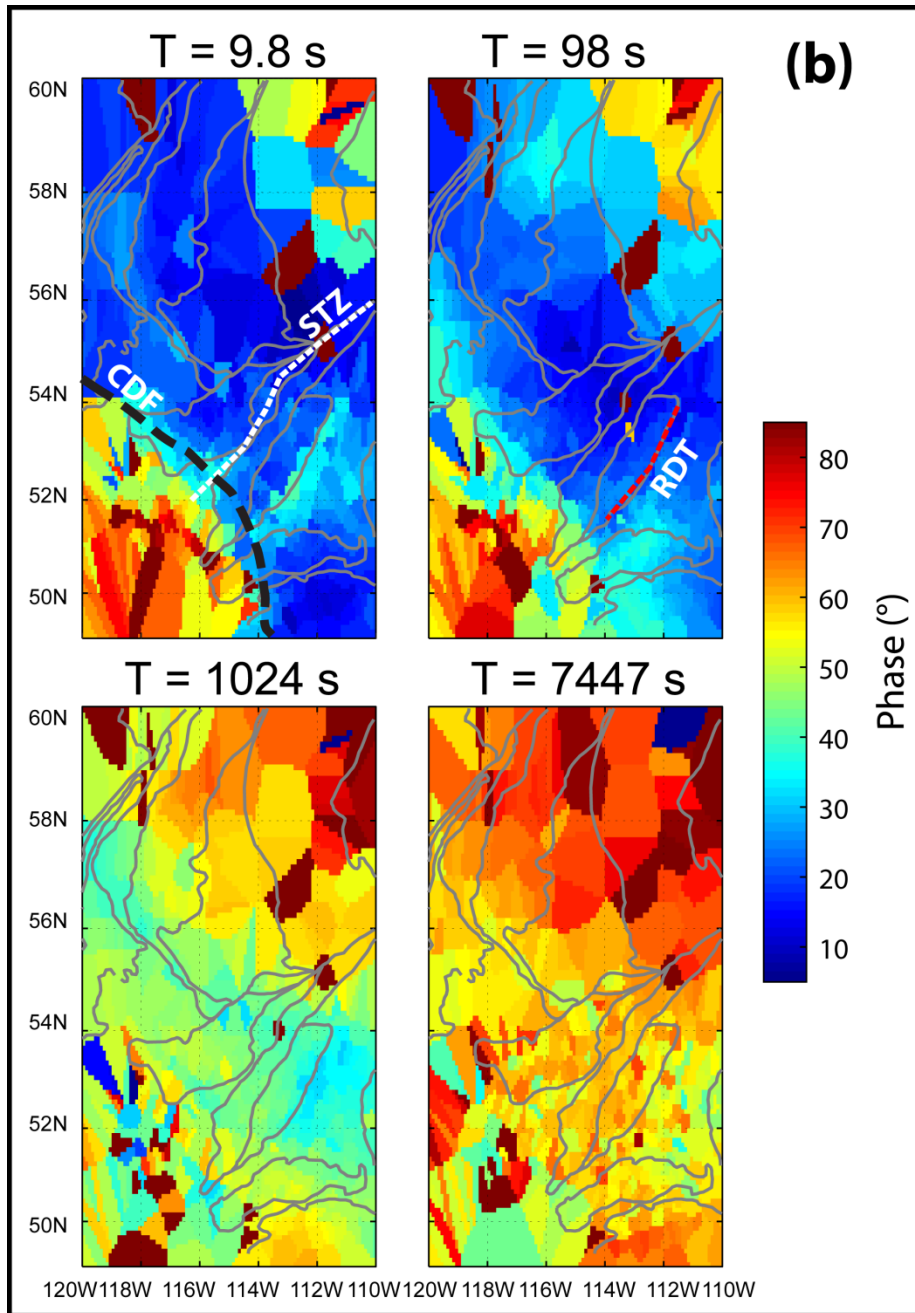 T = 9.8 s
T = 98 s
(b)
60N
58N
56N
54N
52N
50N
CDF
STZ
RDT
T = 1024 s
T = 7447 s
60N
58N
56N
54N
52N
50N
120W 118W 116W 114W 112W 110W
120W 118W 116W 114W 112W 110W
80
70
60
50
40
30
20
10
Phase (°)